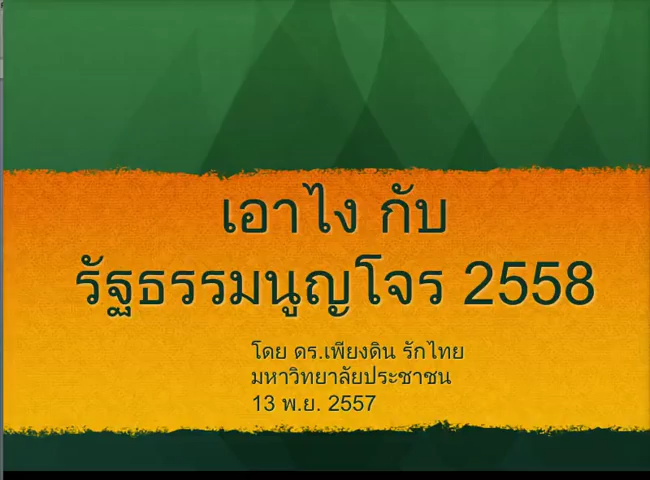 เอาไง กับ
รัฐธรรมนูญโจร 2558
โดย ดร.เพียงดิน รักไทย
มหาวิทยาลัยประชาชน
13 พ.ย. 2557